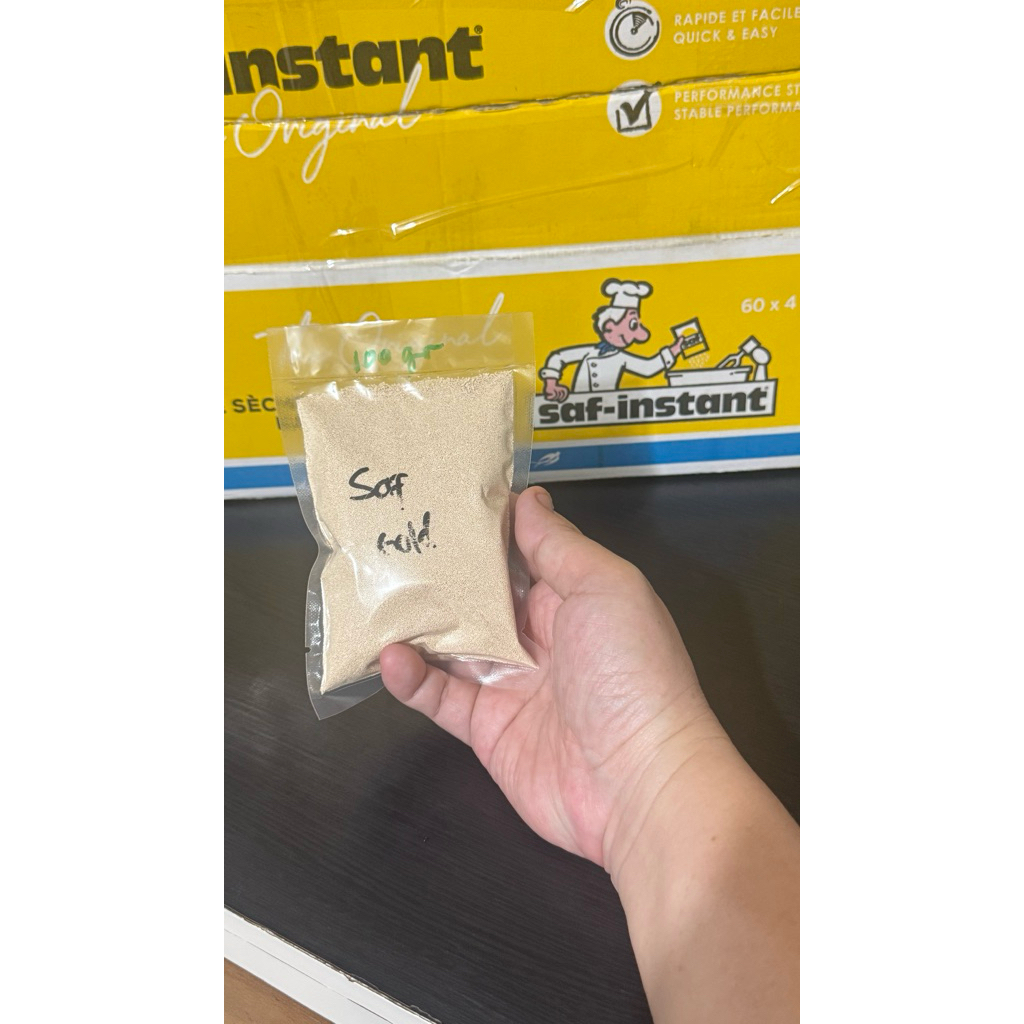 instant®
Original
RAPIDE ET FACILE
QUICK & EASY
PERFORMANCE ST
STABLE PERFORMA
60 x 4
saf-instant®
SÈC
100 gr
Saf
Gold